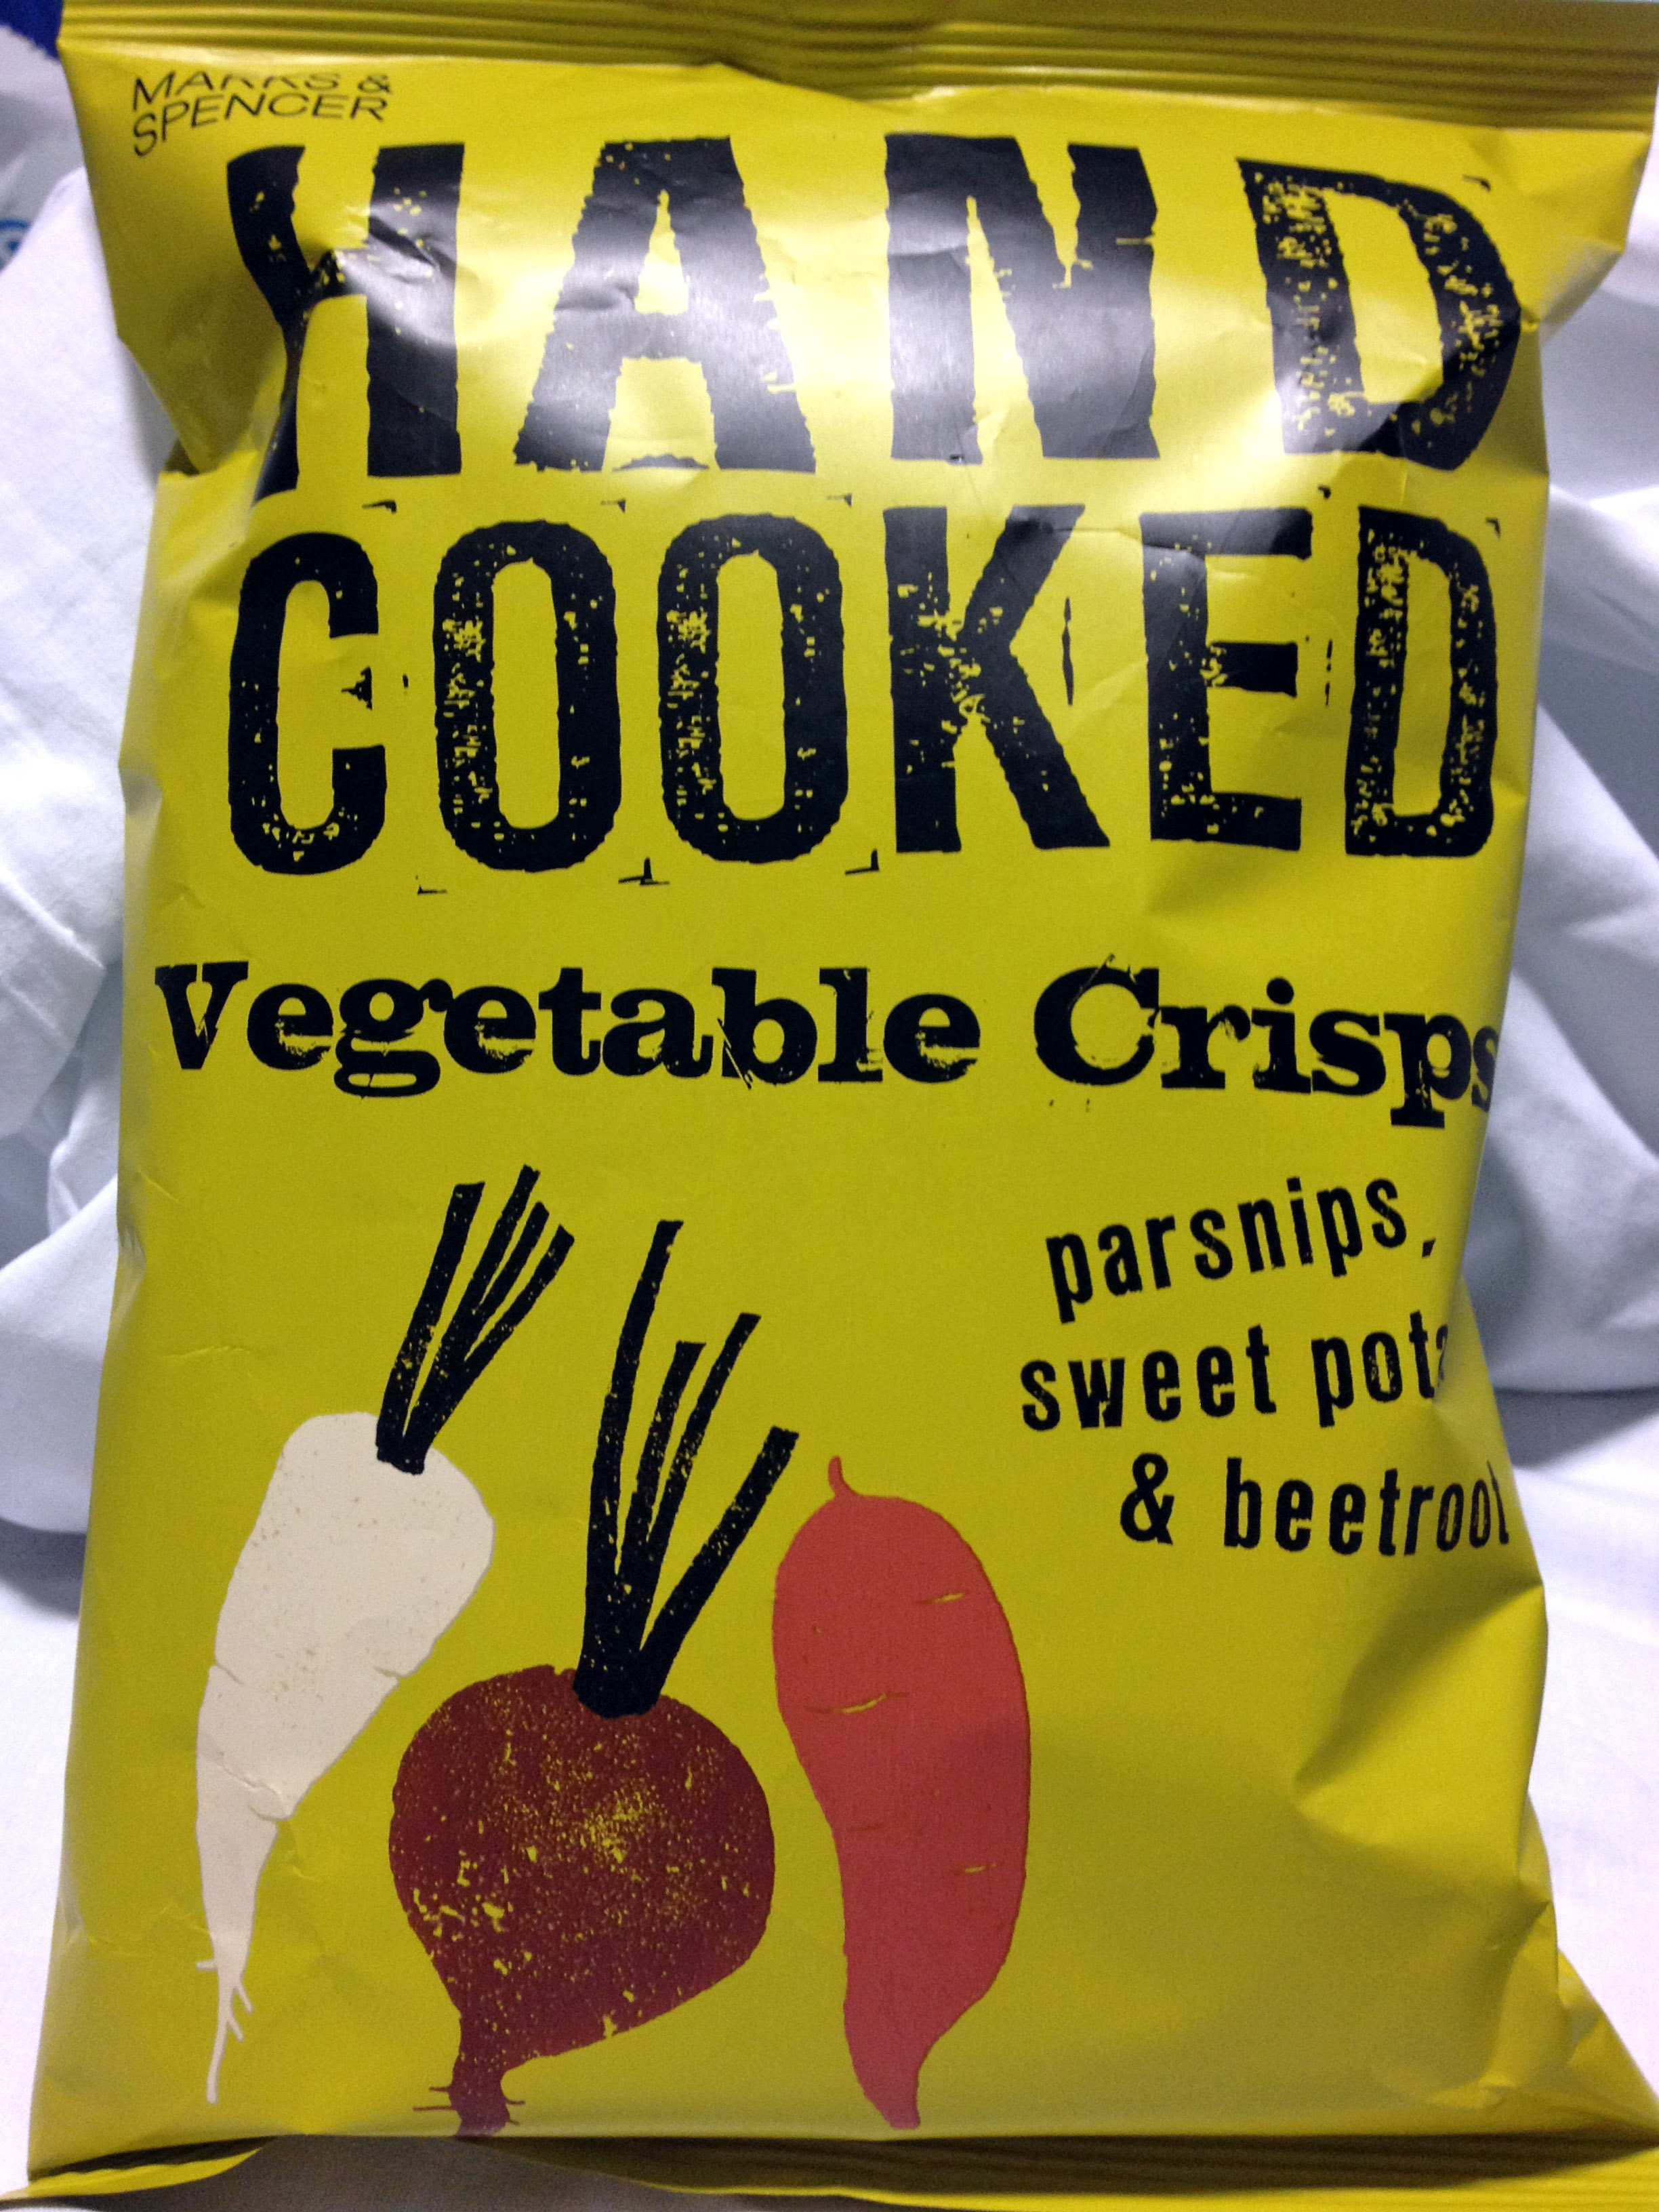 MARKS &
SPENCER
HAND
COOKED
Vegetable Crisps
parsnips,
sweet pota
& beetroot